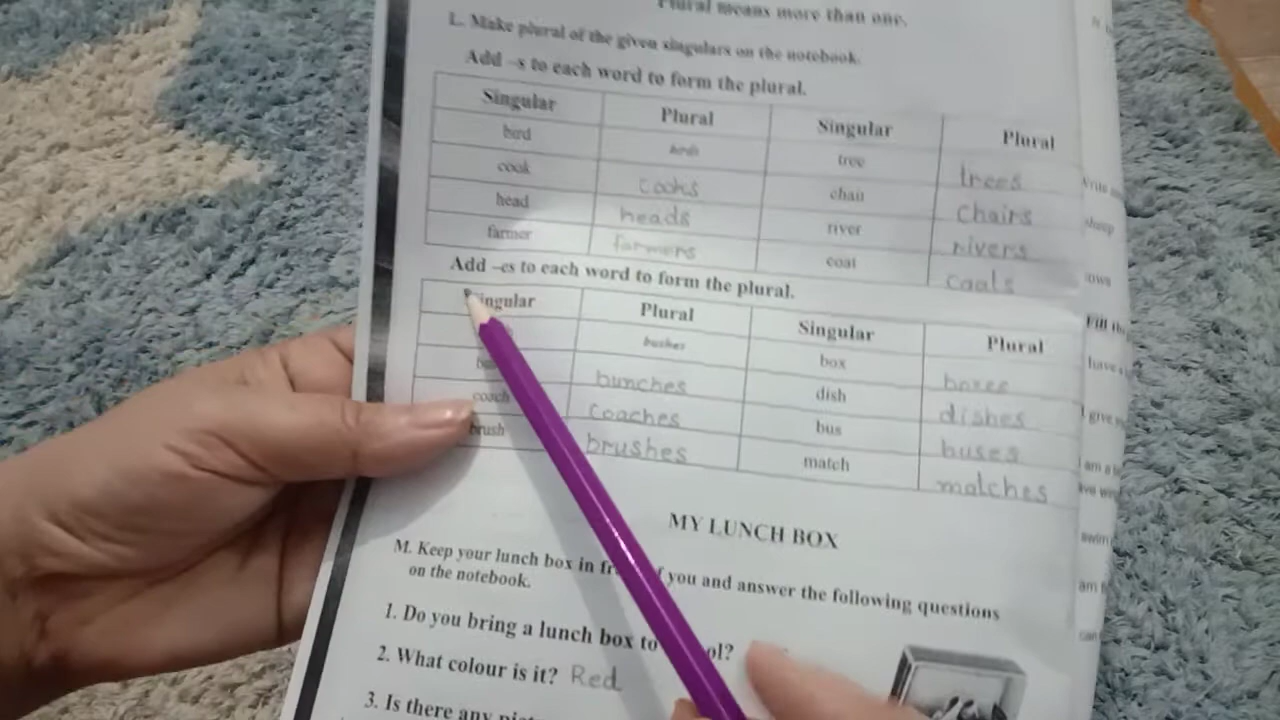 Plural means more than one.
L. Make plural of the given singulars on the notebook.
Add –s to each word to form the plural.
Singular Plural Singular Plural
bird birds tree trees
cook cooks chair Chairs
head heads river rivers
farmer farmers coat coats
Add –es to each word to form the plural.
Singular Plural Singular Plural
bushes box boxes
bunches dish dishes
coach Coaches bus buses
brush brushes match matches
MY LUNCH BOX
M. Keep your lunch box in you and answer the following questions
on the notebook.
1. Do you bring a lunch box to
2. What colour is it? Red
3. Is there any